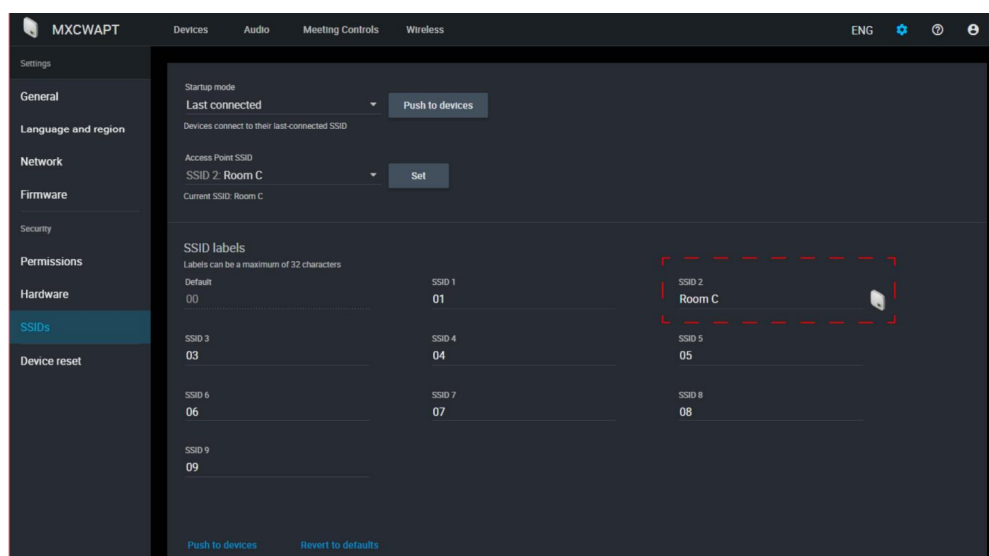 MXCWAPT Devices Audio Meeting Controls Wireless ENG
Settings
General
Language and region
Network
Firmware
Security
Permissions
Hardware
SSIDs
Device reset
Startup mode
Last connected Push to devices
Devices connect to their last-connected SSID
Access Point SSID
SSID 2: Room C Set
Current SSID: Room C
SSID labels
Labels can be a maximum of 32 characters
Default SSID 1 SSID 2
00 01 Room C
SSID 3 SSID 4 SSID 5
03 04 05
SSID 6 SSID 7 SSID 8
06 07 08
SSID 9
09
Push to devices Revert to defaults